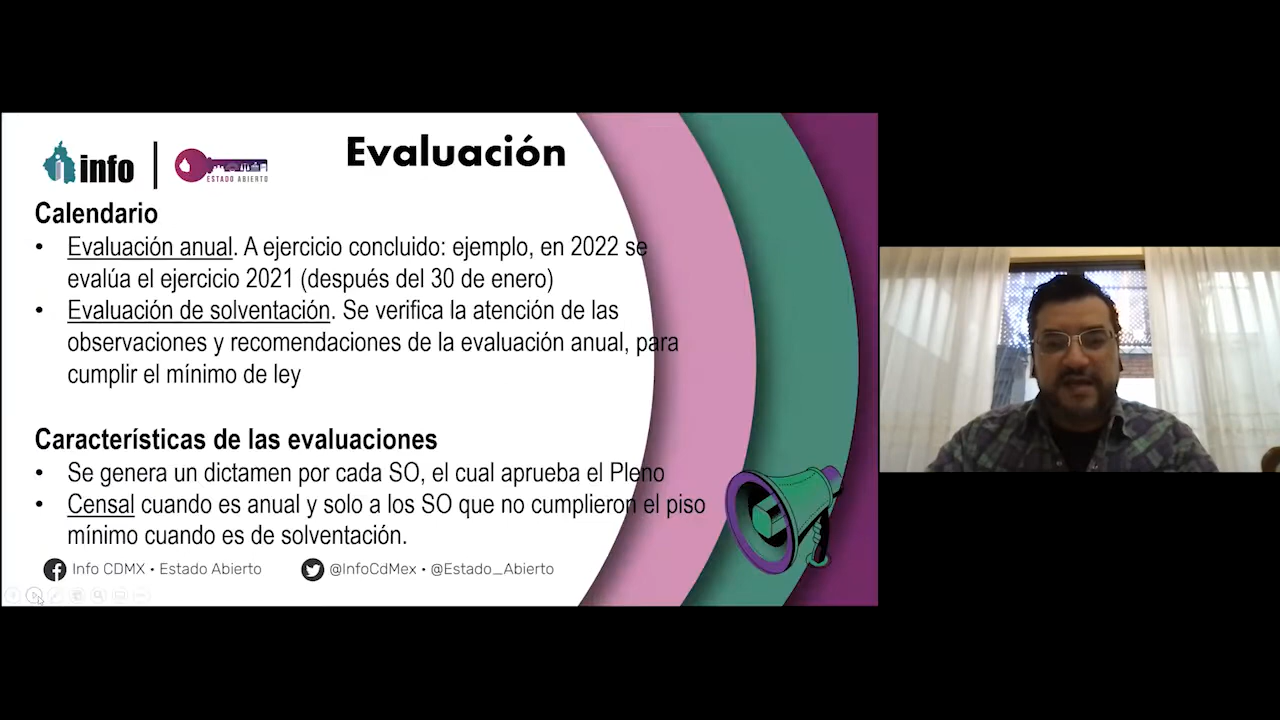 info
ESTADO ABIERTO
Evaluación
Calendario
• Evaluación anual. A ejercicio concluido: ejemplo, en 2022 se
evalúa el ejercicio 2021 (después del 30 de enero)
• Evaluación de solventación. Se verifica la atención de las
observaciones y recomendaciones de la evaluación anual, para
cumplir el mínimo de ley
Características de las evaluaciones
• Se genera un dictamen por cada SO, el cual aprueba el Pleno
• Censal cuando es anual y solo a los SO que no cumplieron el piso
mínimo cuando es de solventación.
Info CDMX • Estado Abierto
@InfoCdMex • @Estado_Abierto